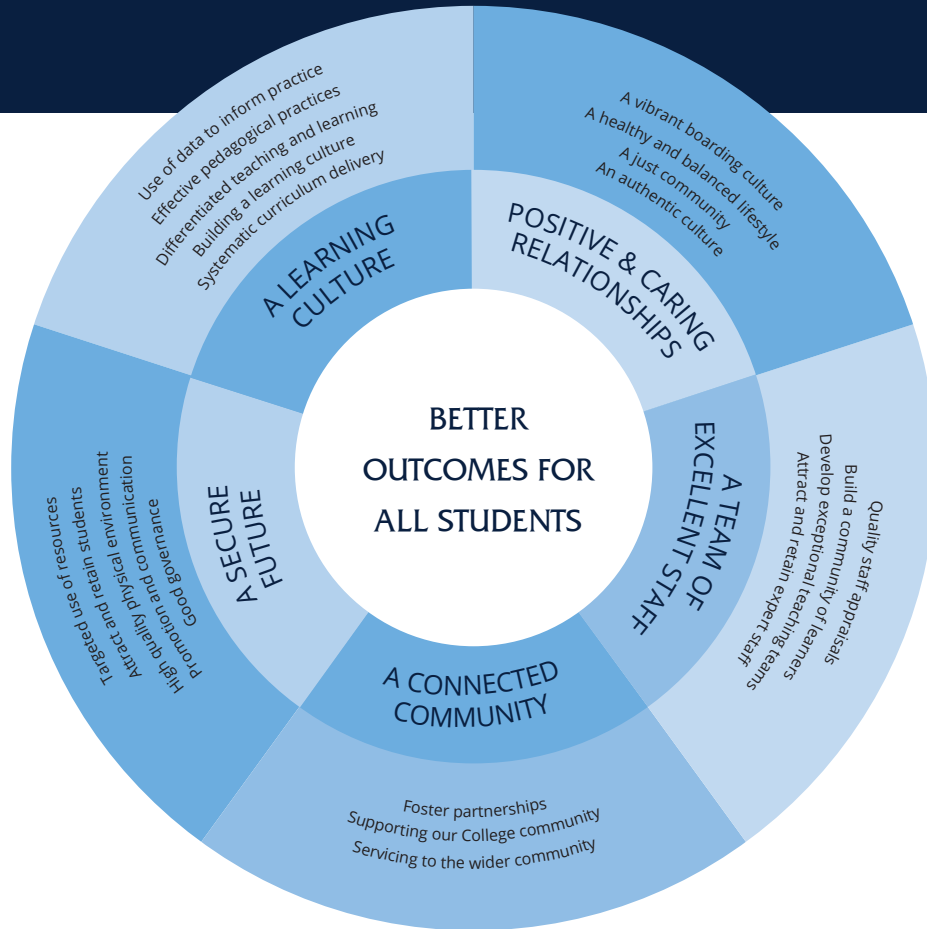 BETTER
OUTCOMES FOR
ALL STUDENTS
A LEARNING
CULTURE
Use of data to inform practice
Effective pedagogical practices
Differentiated teaching and learning
Building a learning culture
Systematic curriculum delivery
POSITIVE & CARING
RELATIONSHIPS
A vibrant boarding culture
A healthy and balanced lifestyle
A just community
An authentic culture
A TEAM OF
EXCELLENT STAFF
Quality staff appraisals
Build a community of learners
Develop exceptional teaching teams
Attract and retain expert staff
A CONNECTED
COMMUNITY
Foster partnerships
Supporting our College community
Servicing to the wider community
A SECURE
FUTURE
Targeted use of resources
Attract and retain students
High quality physical environment
Promotion and communication
Good governance